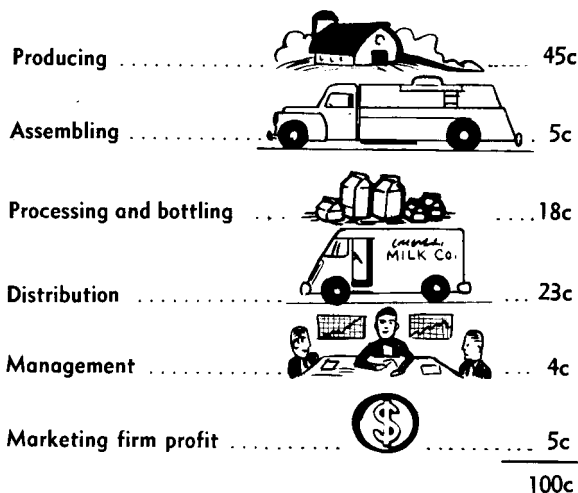 Producing ............ ..... 45c
Assembling ............ .... 5c
MILK Co.
Processing and bottling .. . .... 18c
Distribution ............ ... 23c
Management ........... .... 4c
Marketing firm profit ......... ......... 5c
100c